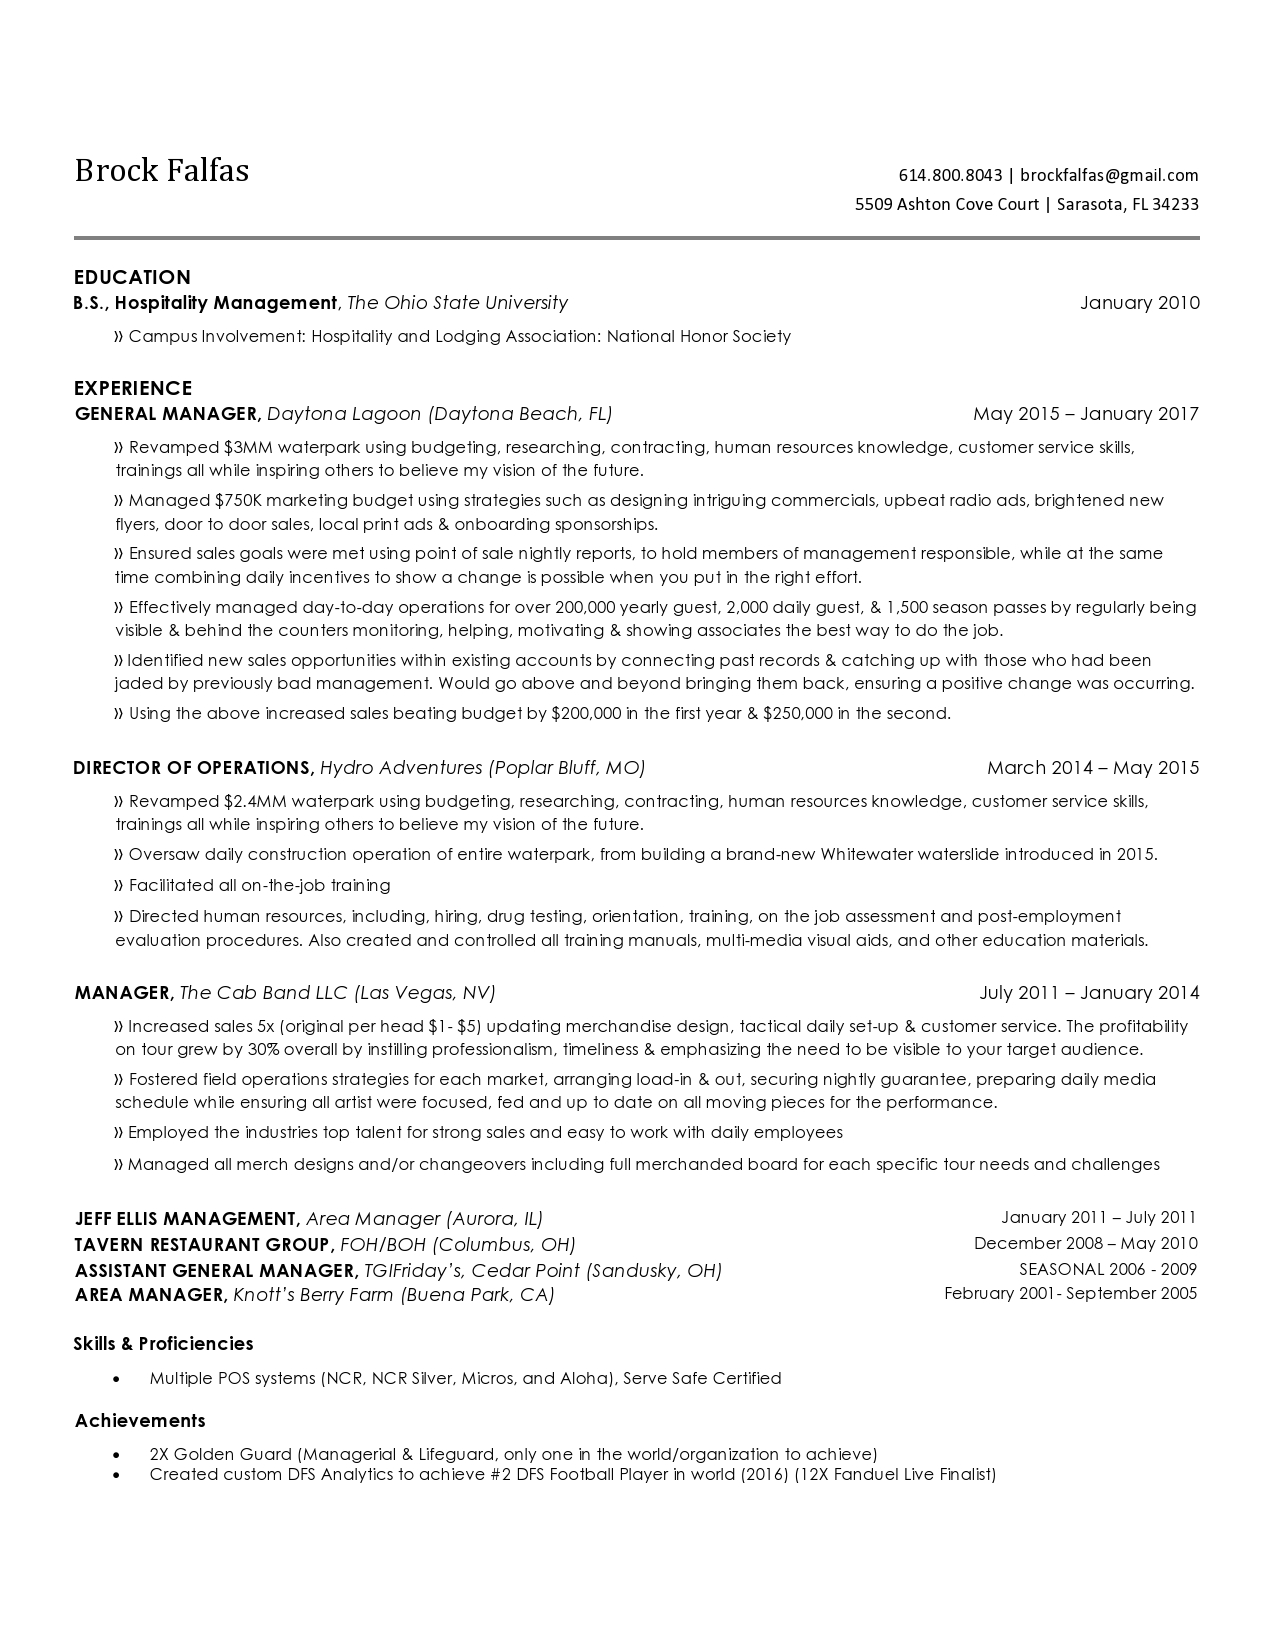 Brock Falfas
614.800.8043 | brockfalfas@gmail.com
5509 Ashton Cove Court | Sarasota, FL 34233
EDUCATION
B.S., Hospitality Management, The Ohio State University January 2010
» Campus Involvement: Hospitality and Lodging Association: National Honor Society
EXPERIENCE
GENERAL MANAGER, Daytona Lagoon (Daytona Beach, FL) May 2015 – January 2017
» Revamped $3MM waterpark using budgeting, researching, contracting, human resources knowledge, customer service skills,
trainings all while inspiring others to believe my vision of the future.
» Managed $750K marketing budget using strategies such as designing intriguing commercials, upbeat radio ads, brightened new
flyers, door to door sales, local print ads & onboarding sponsorships.
» Ensured sales goals were met using point of sale nightly reports, to hold members of management responsible, while at the same
time combining daily incentives to show a change is possible when you put in the right effort.
» Effectively managed day-to-day operations for over 200,000 yearly guest, 2,000 daily guest, & 1,500 season passes by regularly being
visible & behind the counters monitoring, helping, motivating & showing associates the best way to do the job.
» Identified new sales opportunities within existing accounts by connecting past records & catching up with those who had been
jaded by previously bad management. Would go above and beyond bringing them back, ensuring a positive change was occurring.
» Using the above increased sales beating budget by $200,000 in the first year & $250,000 in the second.
DIRECTOR OF OPERATIONS, Hydro Adventures (Poplar Bluff, MO) March 2014 – May 2015
» Revamped $2.4MM waterpark using budgeting, researching, contracting, human resources knowledge, customer service skills,
trainings all while inspiring others to believe my vision of the future.
» Oversaw daily construction operation of entire waterpark, from building a brand-new Whitewater waterslide introduced in 2015.
» Facilitated all on-the-job training
» Directed human resources, including, hiring, drug testing, orientation, training, on the job assessment and post-employment
evaluation procedures. Also created and controlled all training manuals, multi-media visual aids, and other education materials.
MANAGER, The Cab Band LLC (Las Vegas, NV) July 2011 – January 2014
» Increased sales 5x (original per head $1- $5) updating merchandise design, tactical daily set-up & customer service. The profitability
on tour grew by 30% overall by instilling professionalism, timeliness & emphasizing the need to be visible to your target audience.
» Fostered field operations strategies for each market, arranging load-in & out, securing nightly guarantee, preparing daily media
schedule while ensuring all artist were focused, fed and up to date on all moving pieces for the performance.
» Employed the industries top talent for strong sales and easy to work with daily employees
» Managed all merch designs and/or changeovers including full merchanded board for each specific tour needs and challenges
JEFF ELLIS MANAGEMENT, Area Manager (Aurora, IL) January 2011 – July 2011
TAVERN RESTAURANT GROUP, FOH/BOH (Columbus, OH) December 2008 – May 2010
ASSISTANT GENERAL MANAGER, TGIFriday's, Cedar Point (Sandusky, OH) SEASONAL 2006 - 2009
AREA MANAGER, Knott's Berry Farm (Buena Park, CA) February 2001- September 2005
Skills & Proficiencies
• Multiple POS systems (NCR, NCR Silver, Micros, and Aloha), Serve Safe Certified
Achievements
• 2X Golden Guard (Managerial & Lifeguard, only one in the world/organization to achieve)
• Created custom DFS Analytics to achieve #2 DFS Football Player in world (2016) (12X Fanduel Live Finalist)